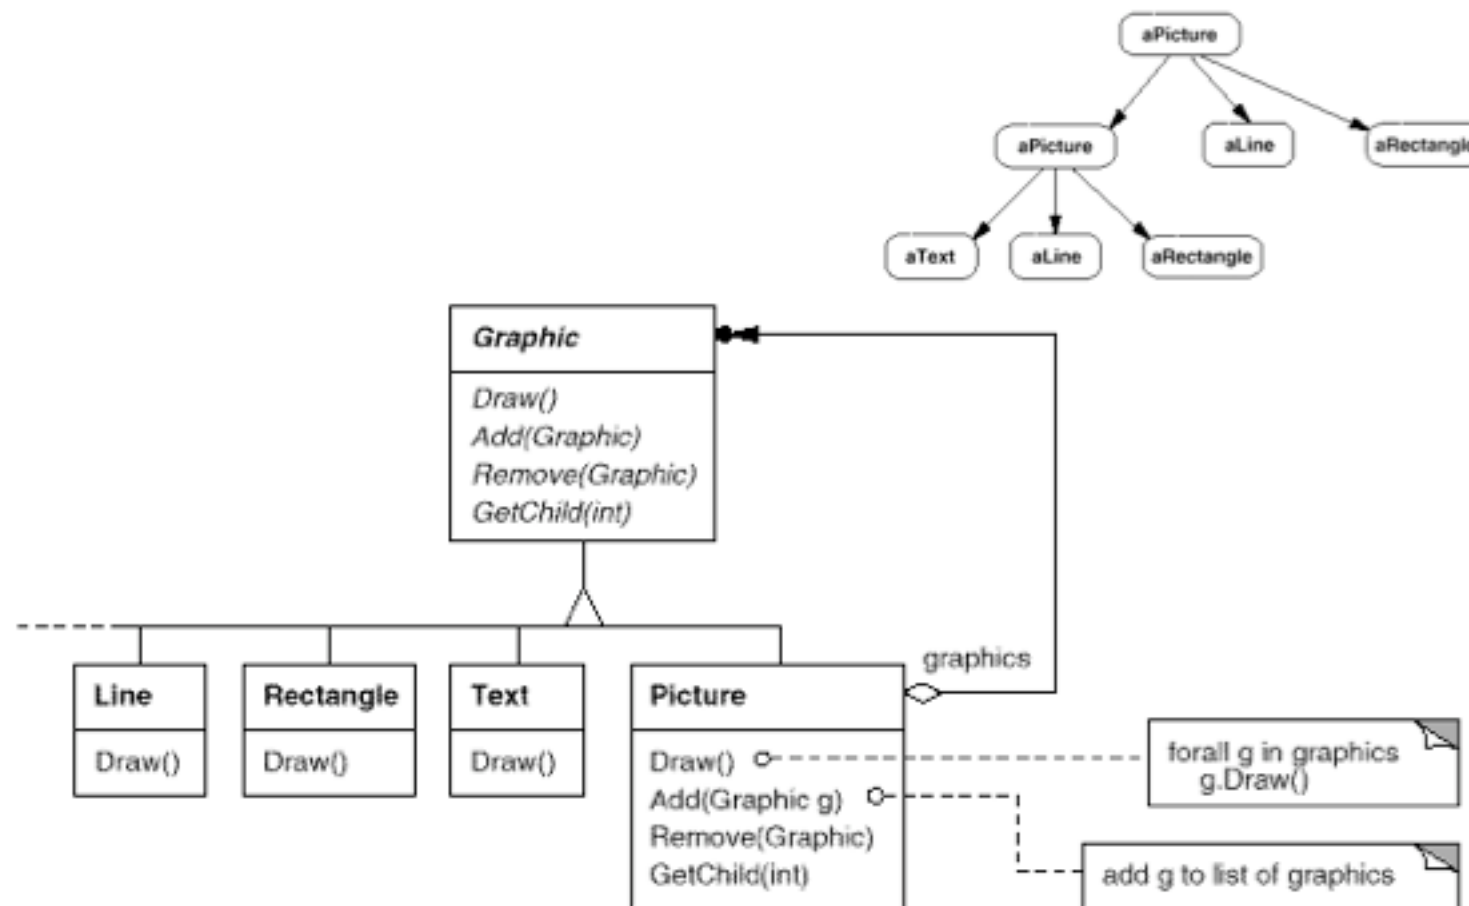 aPicture
aPicture
aLine
aRectangle
aText
aLine
aRectangle
Graphic
Draw()
Add(Graphic)
Remove(Graphic)
GetChild(int)
graphics
Line
Draw()
Rectangle
Draw()
Text
Draw()
Picture
Draw()
Add(Graphic g)
Remove(Graphic)
GetChild(int)
forall g in graphics
g.Draw()
add g to list of graphics